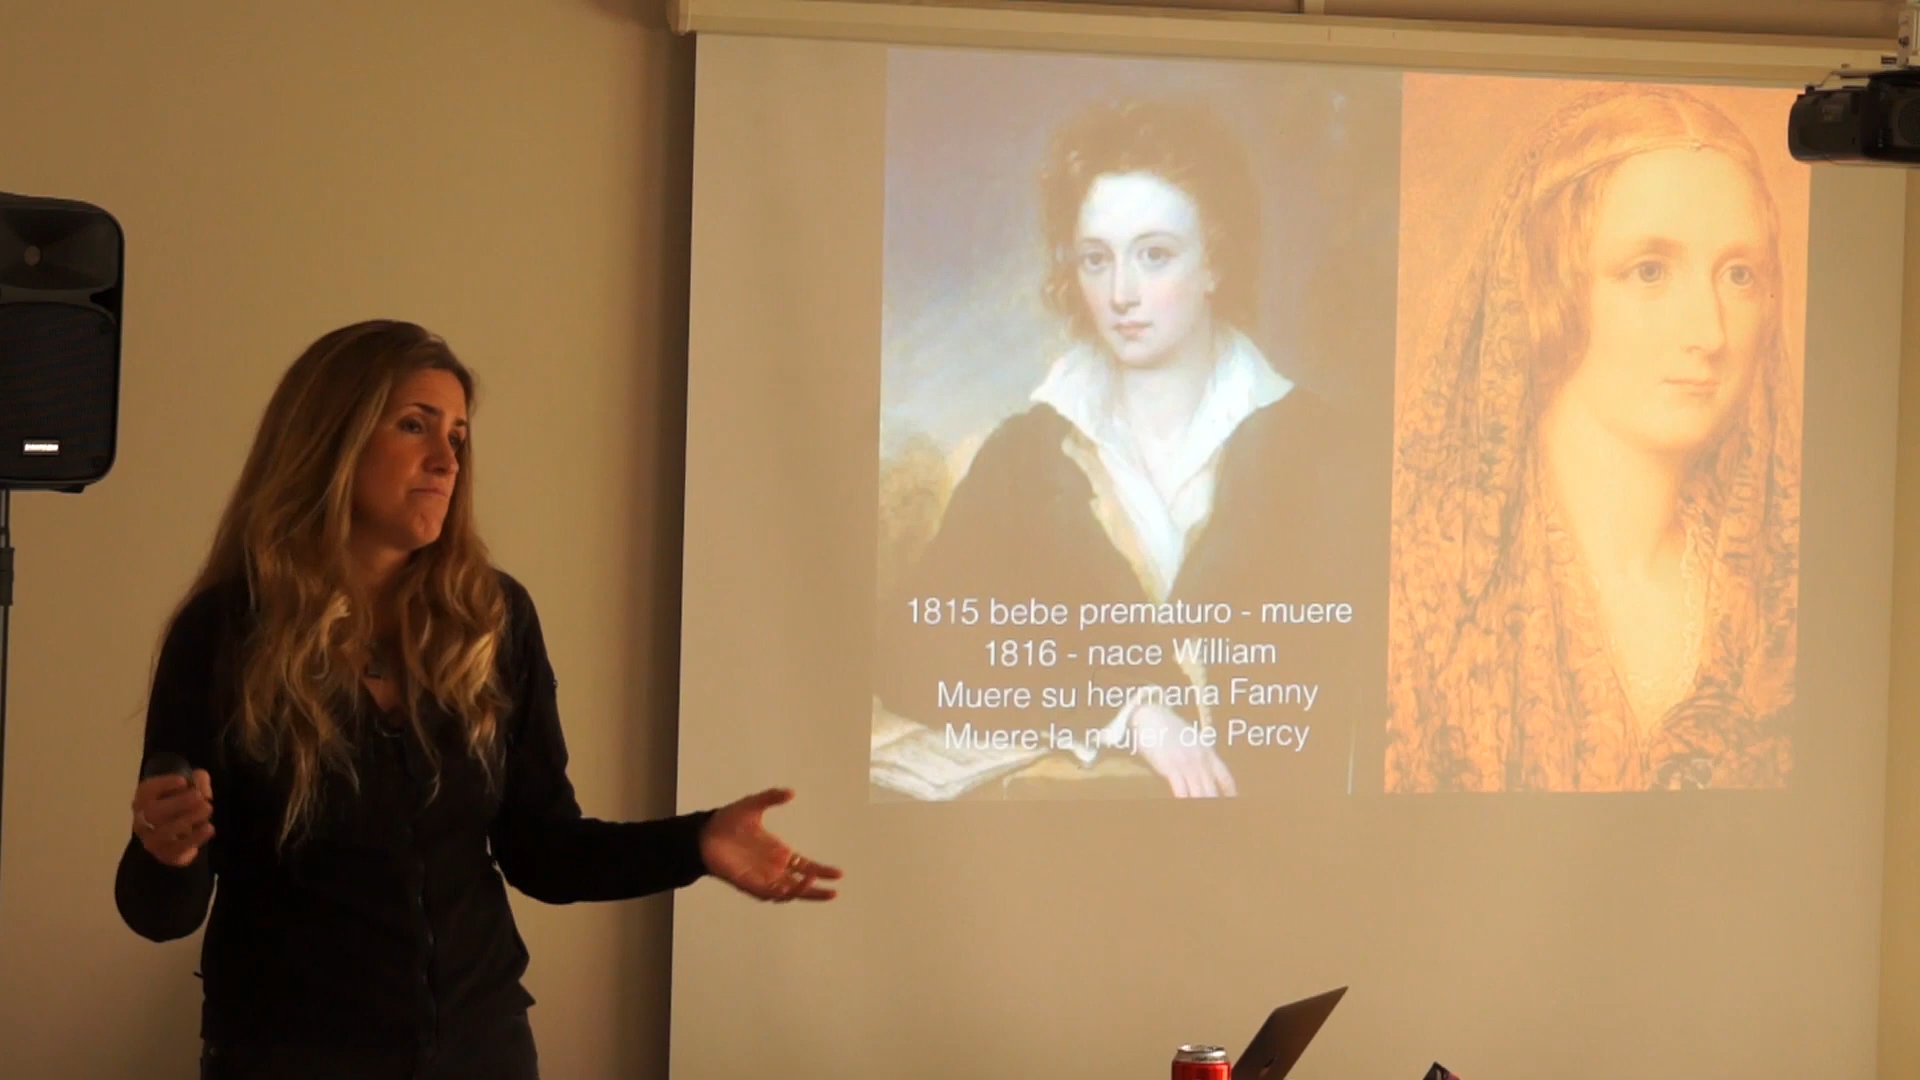 1815 bebe prematuro - muere
1816 - nace William
Muere su hermana Fanny
Muere la mujer de Percy